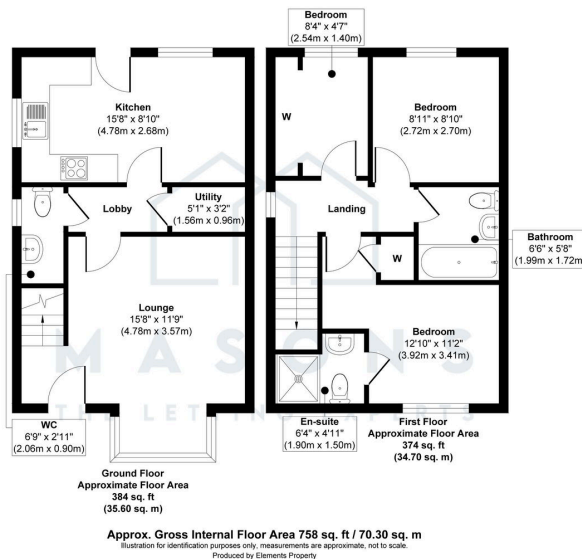 Bedroom
8'4" x 4'7"
(2.54m x 1.40m)
Kitchen
15'8" x 8'10"
(4.78m x 2.68m)
W
Bedroom
8'11" x 8'10"
(2.72m x 2.70m)
Lobby
Utility
5'1" x 3'2"
(1.56m x 0.96m)
Landing
Bathroom
6'6" x 5'8"
(1.99m x 1.72m)
W
Lounge
15'8" x 11'9"
(4.78m x 3.57m)
Bedroom
12'10" x 11'2"
(3.92m x 3.41m)
MASONS
THE LETTING EXPERTS
WC
6'9" x 2'11"
(2.06m x 0.90m)
En-suite
6'4" x 4'11"
(1.90m x 1.50m)
First Floor
Approximate Floor Area
374 sq. ft
(34.70 sq. m)
Ground Floor
Approximate Floor Area
384 sq. ft
(35.60 sq. m)
Approx. Gross Internal Floor Area 758 sq. ft / 70.30 sq. m
Illustration for identification purposes only, measurements are approximate, not to scale.
Produced by Elements Property